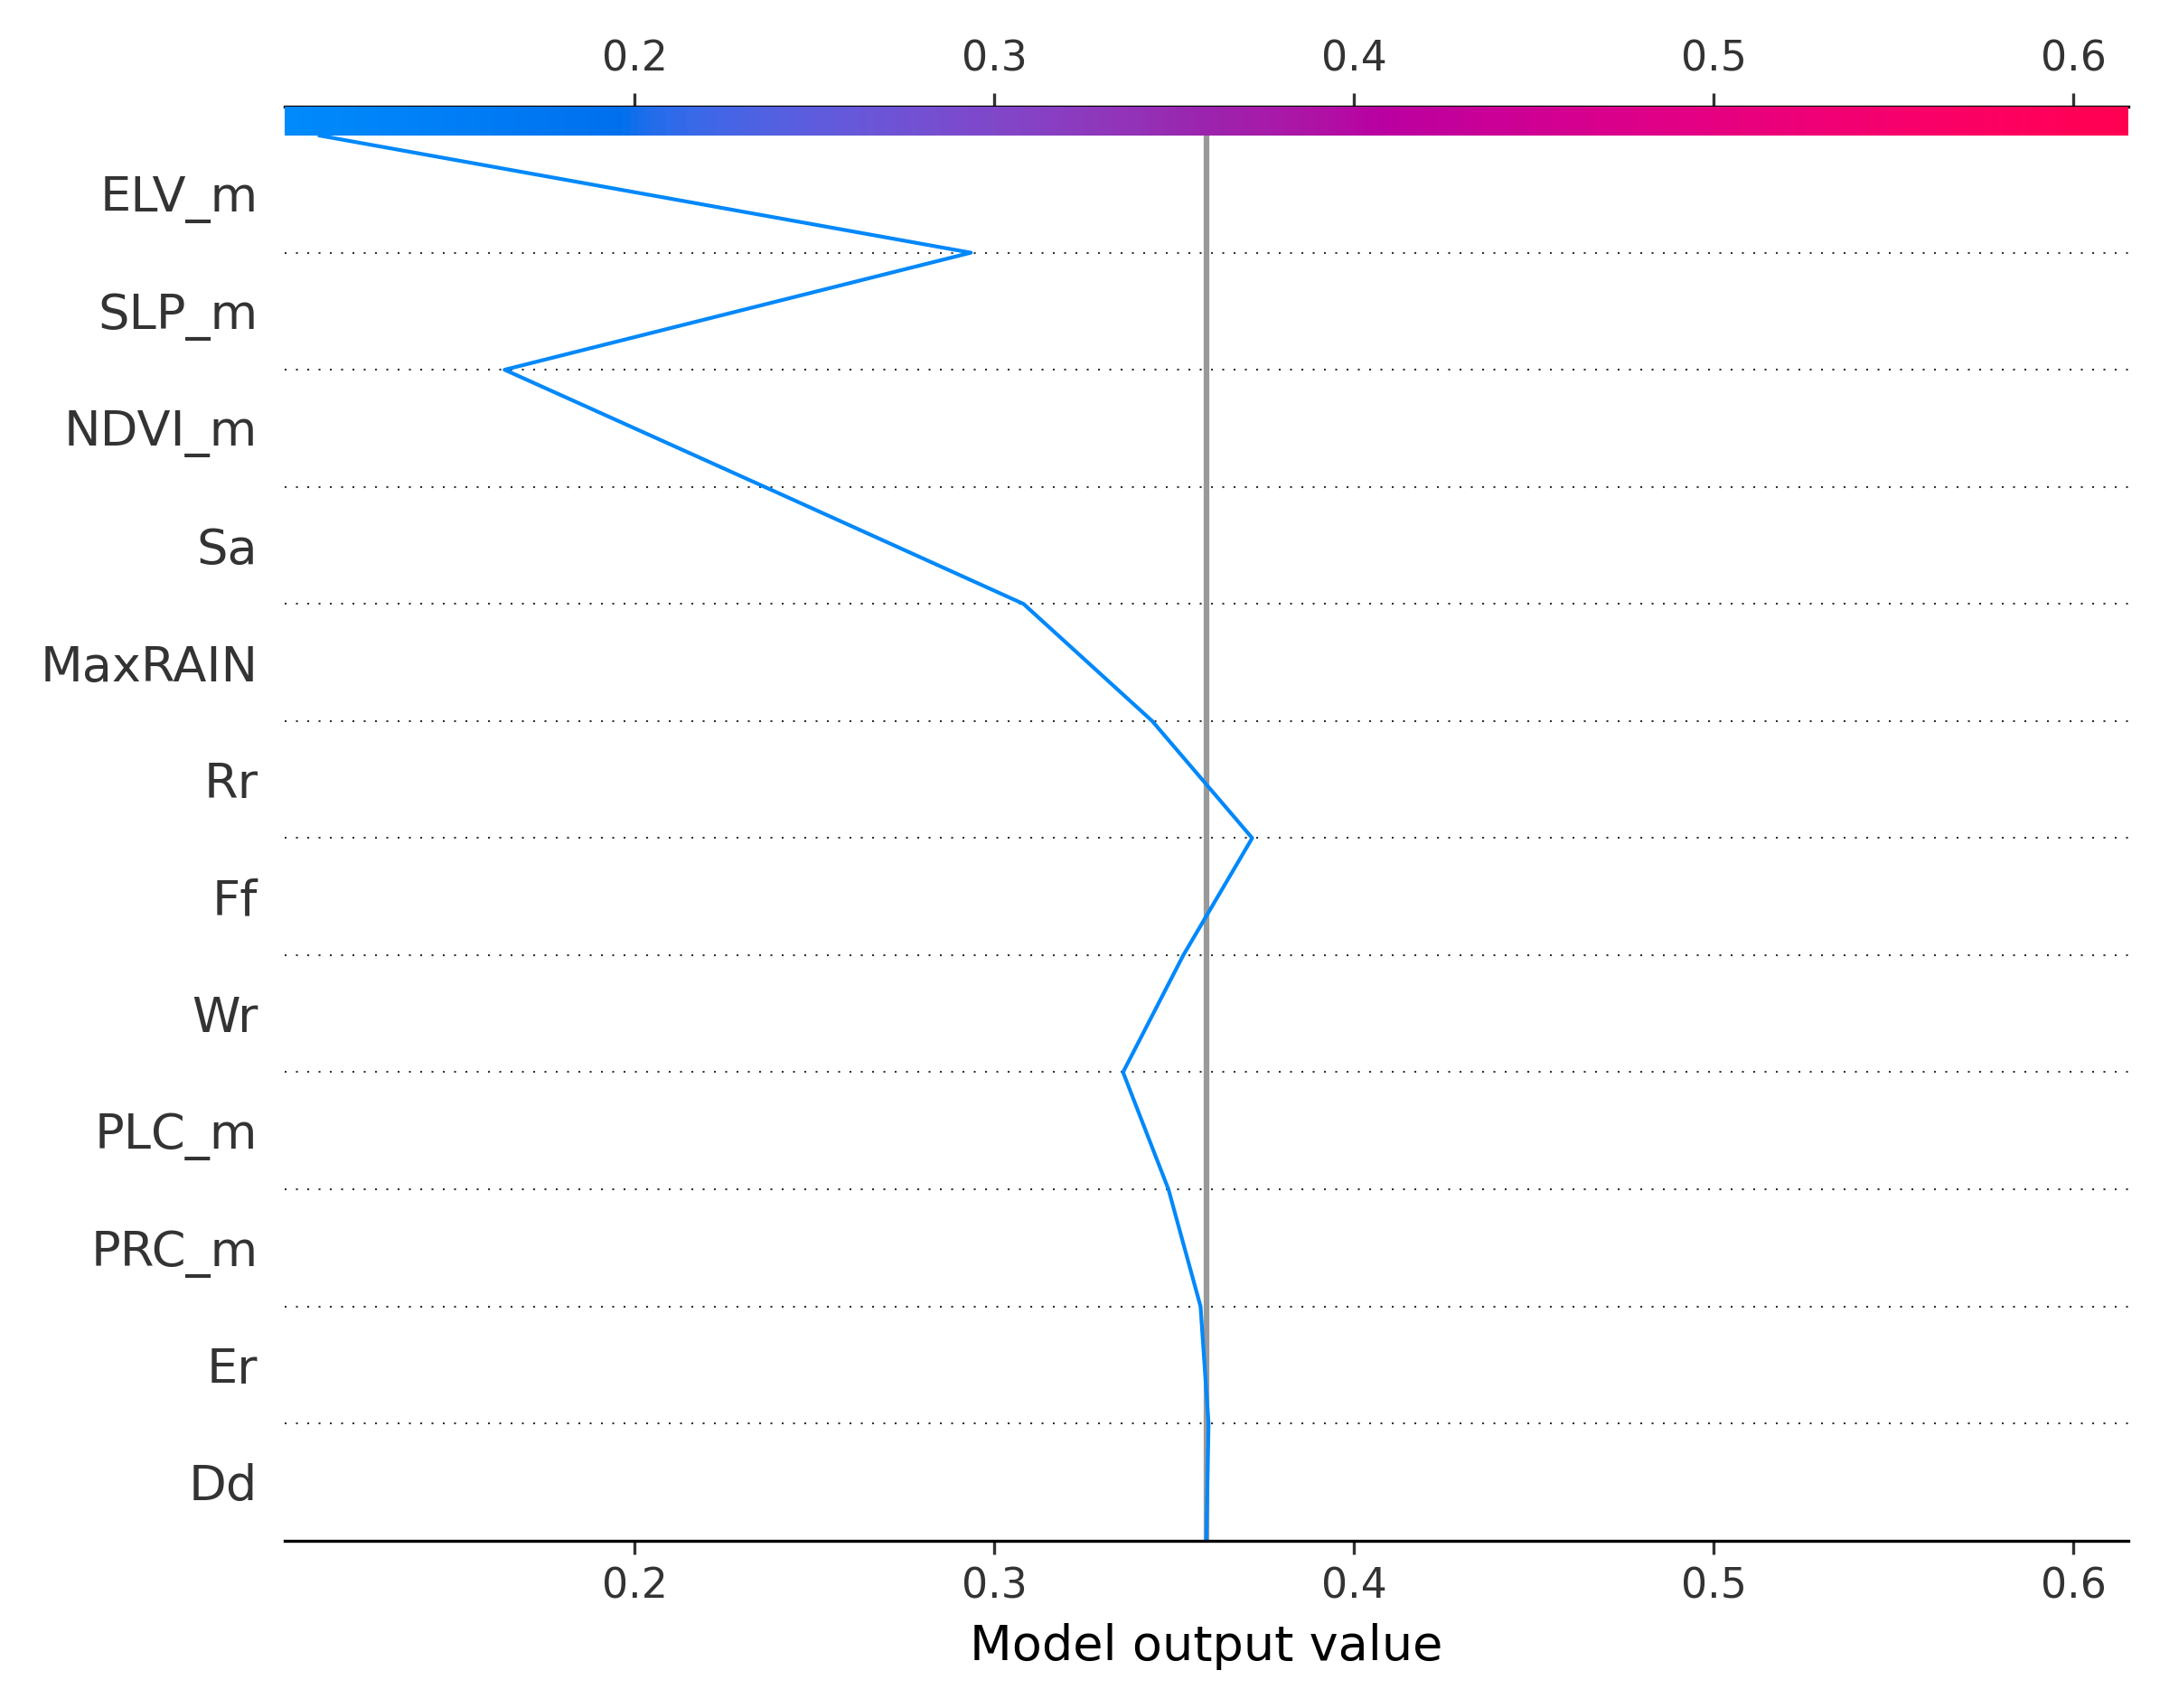 0.2 0.3 0.4 0.5 0.6
ELV_m
SLP_m
NDVI_m
Sa
MaxRAIN
Rr
Ff
Wr
PLC_m
PRC_m
Er
Dd
0.2 0.3 0.4 0.5 0.6
Model output value